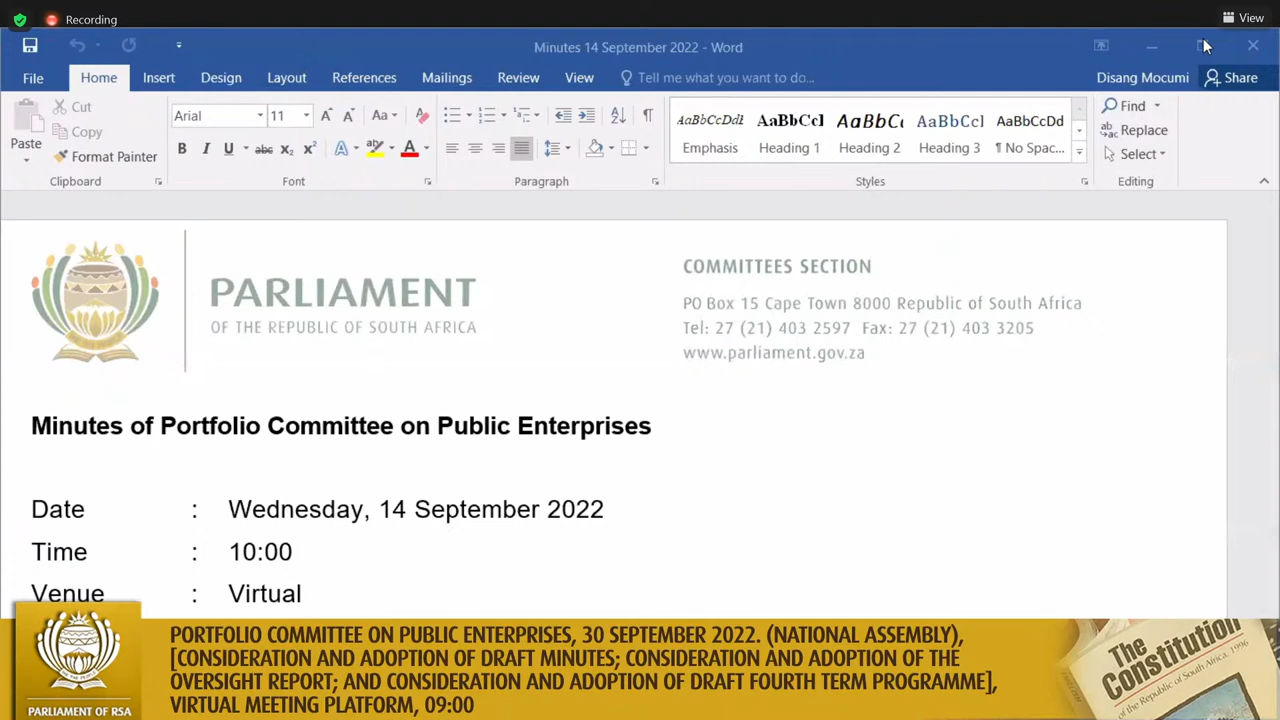 Recording
View
Minutes 14 September 2022 - Word
File Home Insert Design Layout References Mailings Review View Tell me what you want to do... Disang Mocumi Share
Paste
Cut
Copy
Format Painter
Clipboard
Arial 11
Font
Paragraph
AaBbCcDdI AaBbCcI AaBbCc AaBbCcI AaBbCcDd
Emphasis Heading 1 Heading 2 Heading 3 ¶ No Spac...
Styles
Find
Replace
Select
Editing
PARLIAMENT
OF THE REPUBLIC OF SOUTH AFRICA
COMMITTEES SECTION
PO Box 15 Cape Town 8000 Republic of South Africa
Tel: 27 (21) 403 2597 Fax: 27 (21) 403 3205
www.parliament.gov.za
Minutes of Portfolio Committee on Public Enterprises
Date : Wednesday, 14 September 2022
Time : 10:00
Venue : Virtual
PORTFOLIO COMMITTEE ON PUBLIC ENTERPRISES, 30 SEPTEMBER 2022. (NATIONAL ASSEMBLY),
[CONSIDERATION AND ADOPTION OF DRAFT MINUTES; CONSIDERATION AND ADOPTION OF THE
OVERSIGHT REPORT; AND CONSIDERATION AND ADOPTION OF DRAFT FOURTH TERM PROGRAMME],
VIRTUAL MEETING PLATFORM, 09:00
PARLIAMENT OF RSA
The
Constitution
of the Republic of South Africa, 1996